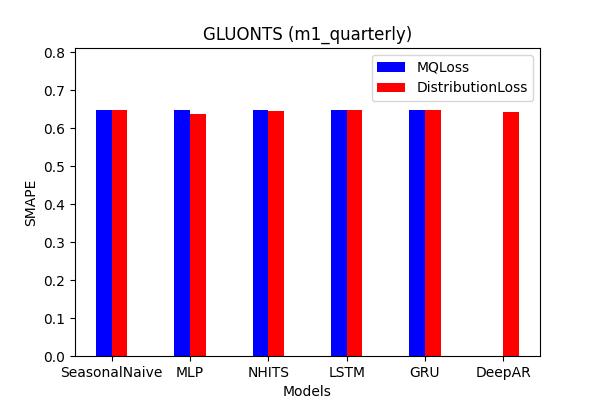 GLUONTS (m1_quarterly)
MQLoss
DistributionLoss
SMAPE
0.8
0.7
0.6
0.5
0.4
0.3
0.2
0.1
0.0
SeasonalNaive MLP NHITS LSTM GRU DeepAR
Models